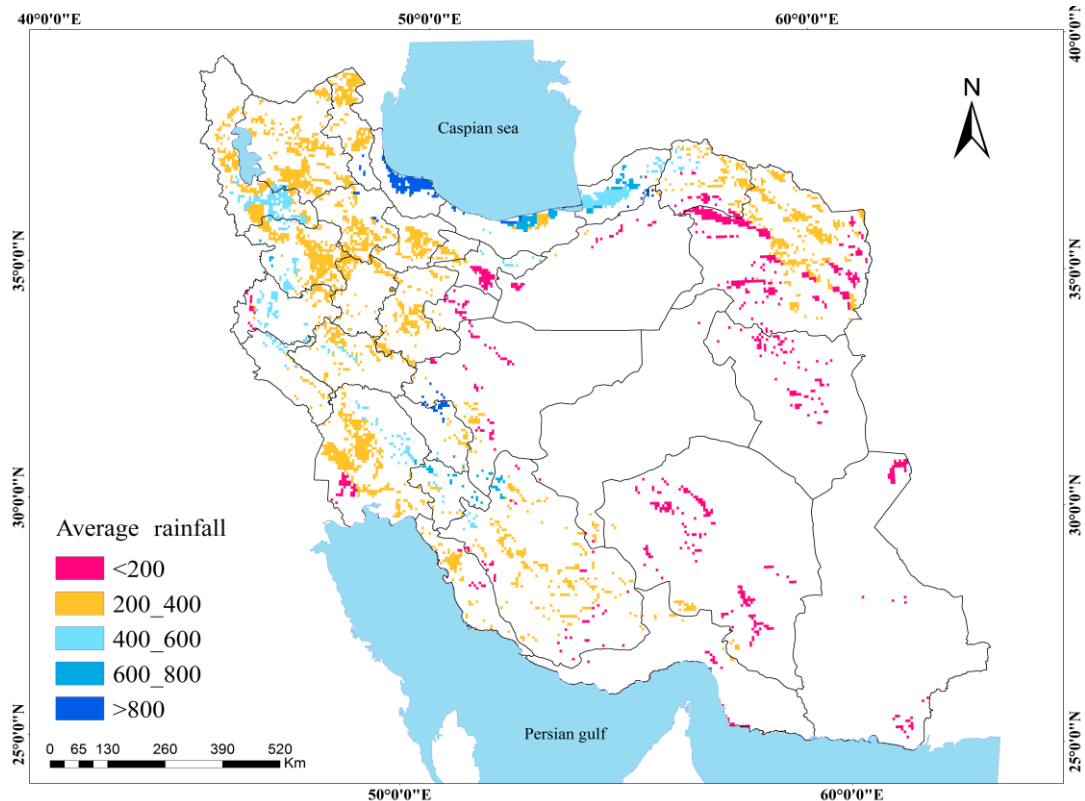 40°0'0"E 50°0'0"E 60°0'0"E
40°0'0"N
40°0'0"N
N
Caspian sea
35°0'0"N
35°0'0"N
30°0'0"N
30°0'0"N
Average rainfall
<200
200_400
400_600
600_800
>800
25°0'0"N
25°0'0"N
Persian gulf
0 65 130 260 390 520
Km
50°0'0"E 60°0'0"E